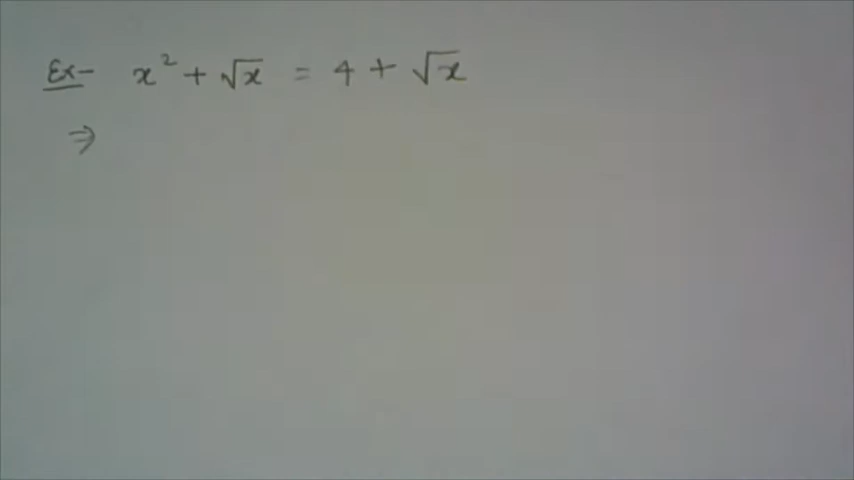 Ex- x² + √x = 4 + √x
⇒